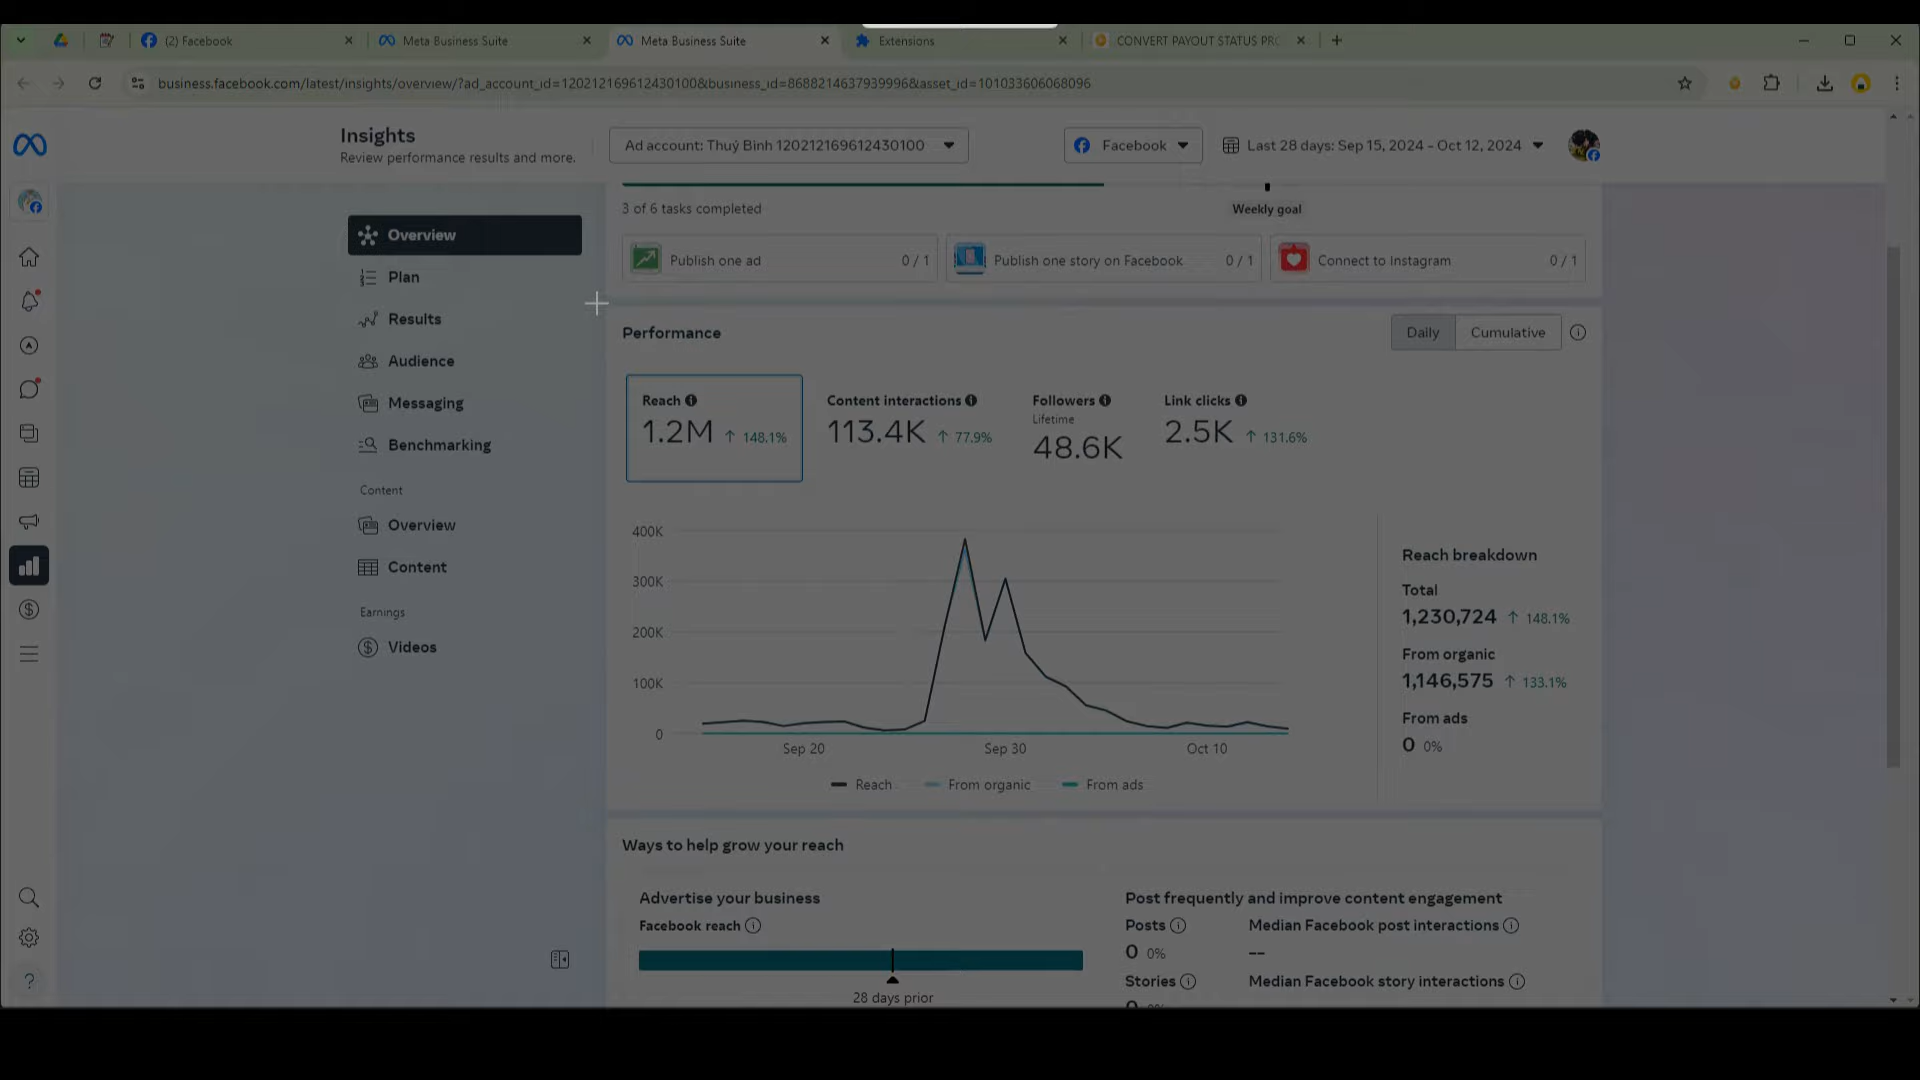 (2) Facebook
Meta Business Suite
Meta Business Suite
Extensions
CONVERT PAYOUT STATUS PRO
business.facebook.com/latest/insights/overview/?ad_account_id=120212169612430100&business_id=8688214637939996&asset_id=101033606068096
Insights
Review performance results and more.
Ad account: Thuý Bình 120212169612430100
Facebook
Last 28 days: Sep 15, 2024 – Oct 12, 2024
Overview
Plan
Results
Audience
Messaging
Benchmarking
Content
Overview
Content
Earnings
Videos
3 of 6 tasks completed
Weekly goal
Publish one ad 0 / 1
Publish one story on Facebook 0 / 1
Connect to Instagram 0 / 1
Performance
Daily Cumulative
Reach
1.2M ↑ 148.1%
Content interactions
113.4K ↑ 77.9%
Followers
Lifetime
48.6K
Link clicks
2.5K ↑ 131.6%
400K
300K
200K
100K
0
Sep 20 Sep 30 Oct 10
Reach From organic From ads
Reach breakdown
Total
1,230,724 ↑ 148.1%
From organic
1,146,575 ↑ 133.1%
From ads
0 0%
Ways to help grow your reach
Advertise your business
Facebook reach
28 days prior
Post frequently and improve content engagement
Posts Median Facebook post interactions
0 0% --
Stories Median Facebook story interactions